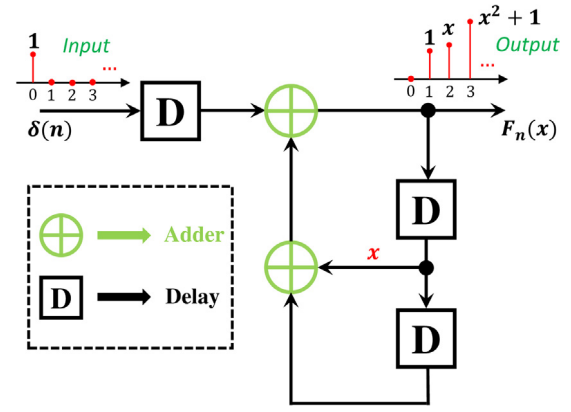 1
Input
...
0 1 2 3
δ(n)
D
1 x x² + 1
Output
...
0 1 2 3
Fₙ(x)
D
x
D
Adder
D Delay